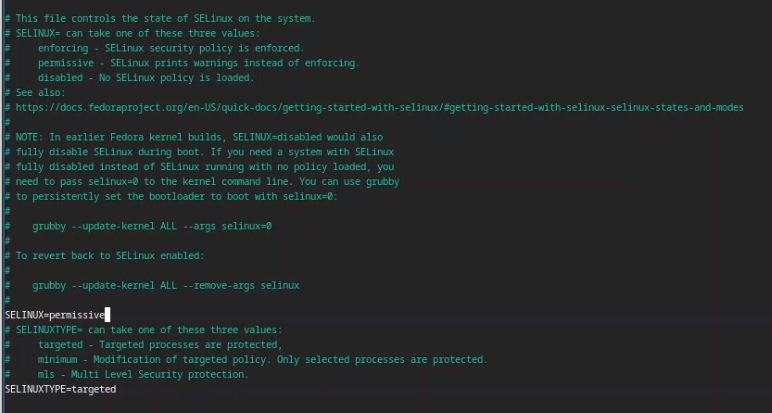 # This file controls the state of SELinux on the system.
# SELINUX= can take one of these three values:
#     enforcing - SELinux security policy is enforced.
#     permissive - SELinux prints warnings instead of enforcing.
#     disabled - No SELinux policy is loaded.
# See also:
# https://docs.fedoraproject.org/en-US/quick-docs/getting-started-with-selinux/#getting-started-with-selinux-selinux-states-and-modes
#
# NOTE: In earlier Fedora kernel builds, SELINUX=disabled would also
# fully disable SELinux during boot. If you need a system with SELinux
# fully disabled instead of SELinux running with no policy loaded, you
# need to pass selinux=0 to the kernel command line. You can use grubby
# to persistently set the bootloader to boot with selinux=0:
#
#    grubby --update-kernel ALL --args selinux=0
#
# To revert back to SELinux enabled:
#
#    grubby --update-kernel ALL --remove-args selinux
#
SELINUX=permissive
# SELINUXTYPE= can take one of these three values:
#     targeted - Targeted processes are protected,
#     minimum - Modification of targeted policy. Only selected processes are protected.
#     mls - Multi Level Security protection.
SELINUXTYPE=targeted